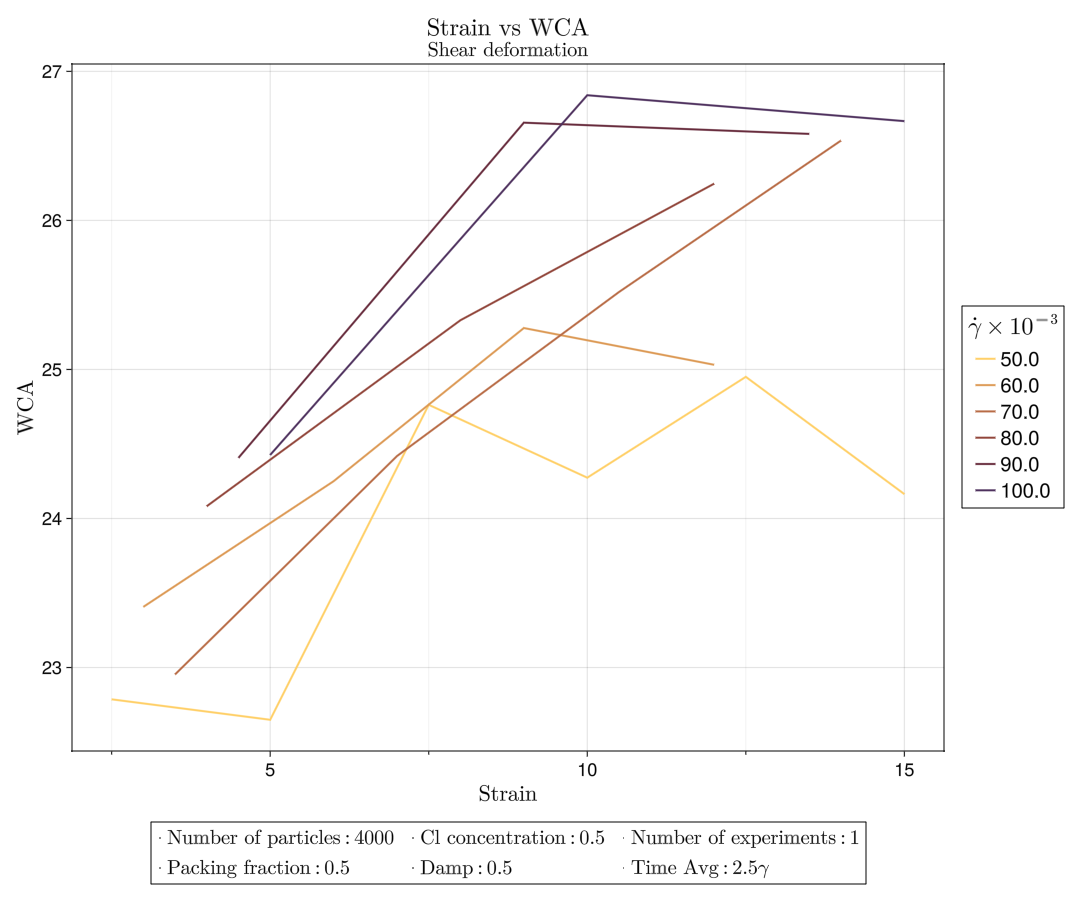 Strain vs WCA
Shear deformation
27
26
25
24
23
WCA
5 10 15
Strain
γ̇ × 10⁻³
50.0
60.0
70.0
80.0
90.0
100.0
· Number of particles : 4000 · Cl concentration : 0.5 · Number of experiments : 1
· Packing fraction : 0.5 · Damp : 0.5 · Time Avg : 2.5γ